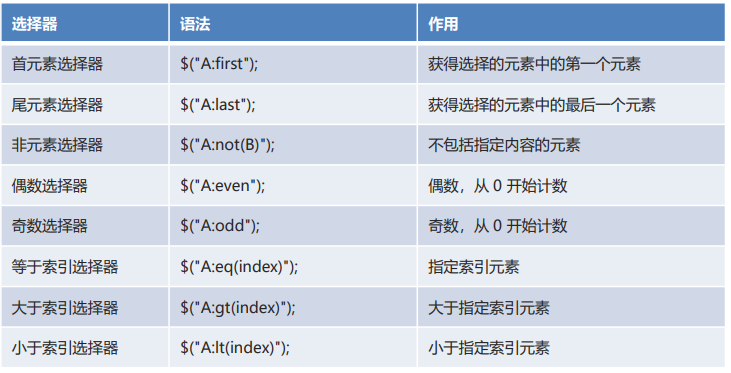 选择器 语法 作用
首元素选择器 $("A:first"); 获得选择的元素中的第一个元素
尾元素选择器 $("A:last"); 获得选择的元素中的最后一个元素
非元素选择器 $("A:not(B)"); 不包括指定内容的元素
偶数选择器 $("A:even"); 偶数，从 0 开始计数
奇数选择器 $("A:odd"); 奇数，从 0 开始计数
等于索引选择器 $("A:eq(index)"); 指定索引元素
大于索引选择器 $("A:gt(index)"); 大于指定索引元素
小于索引选择器 $("A:lt(index)"); 小于指定索引元素